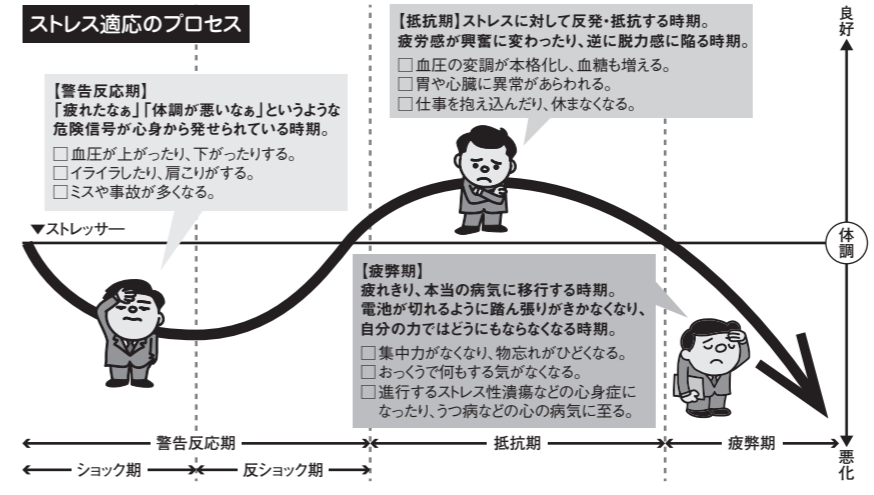 ストレス適応のプロセス
【警告反応期】
「疲れたなぁ」「体調が悪いなぁ」というような
危険信号が心身から発せられている時期。
□血圧が上がったり、下がったりする。
□イライラしたり、肩こりがする。
□ミスや事故が多くなる。
【抵抗期】ストレスに対して反発・抵抗する時期。
疲労感が興奮に変わったり、逆に脱力感に陥る時期。
□血圧の変調が本格化し、血糖も増える。
□胃や心臓に異常があらわれる。
□仕事を抱え込んだり、休まなくなる。
良好
▼ストレッサー
体調
【疲弊期】
疲れきり、本当の病気に移行する時期。
電池が切れるように踏ん張りがきかなくなり、
自分の力ではどうにもならなくなる時期。
□集中力がなくなり、物忘れがひどくなる。
□おっくうで何もする気がなくなる。
□進行するストレス性潰瘍などの心身症に
なったり、うつ病などの心の病気に至る。
警告反応期
抵抗期
疲弊期
悪化
ショック期
反ショック期